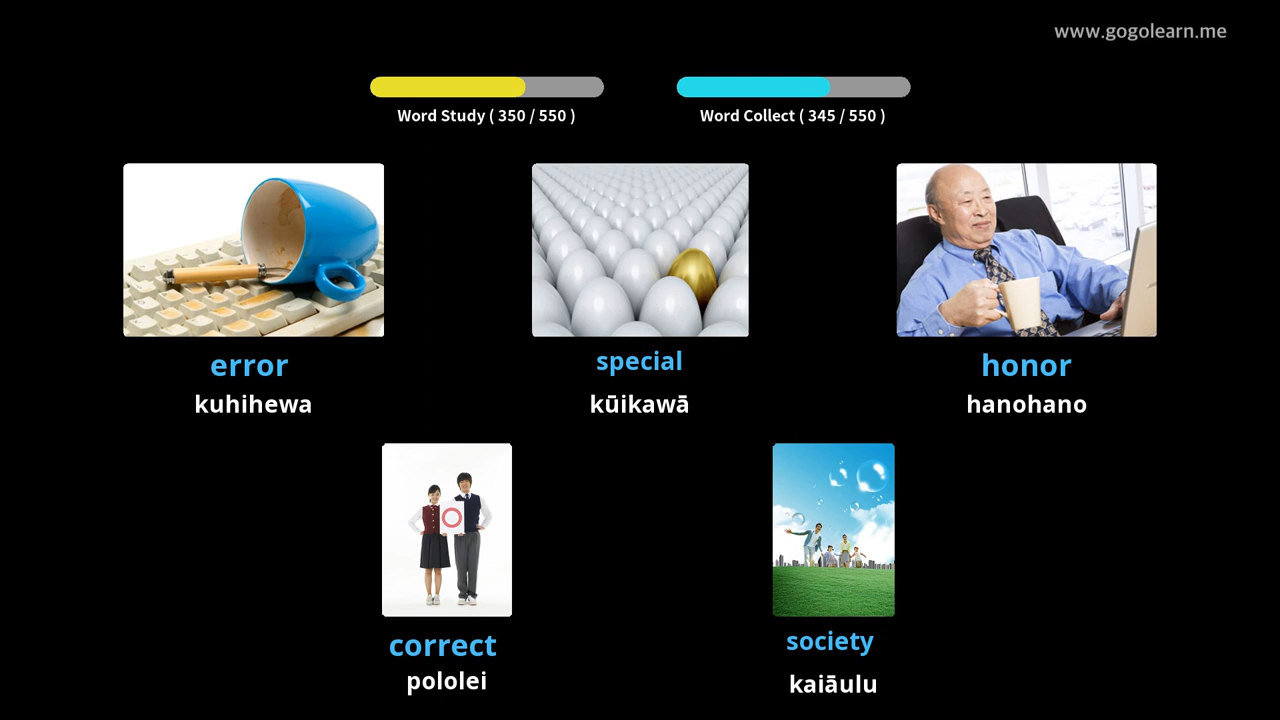 www.gogolearn.me
Word Study ( 350 / 550 )
Word Collect ( 345 / 550 )
error
kuhihewa
special
kūikawā
honor
hanohano
correct
pololei
society
kaiāulu